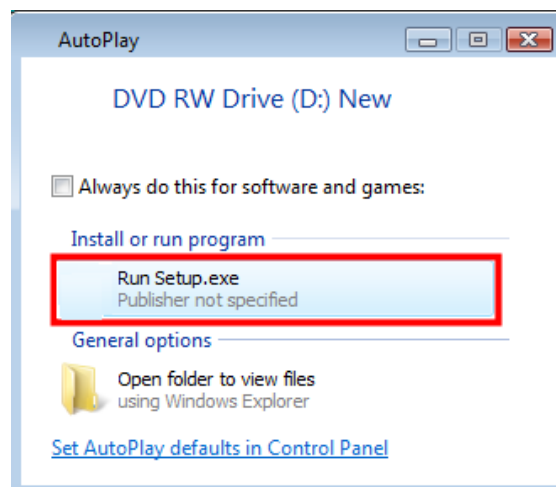 AutoPlay
DVD RW Drive (D:) New
Always do this for software and games:
Install or run program
Run Setup.exe
Publisher not specified
General options
Open folder to view files
using Windows Explorer
Set AutoPlay defaults in Control Panel